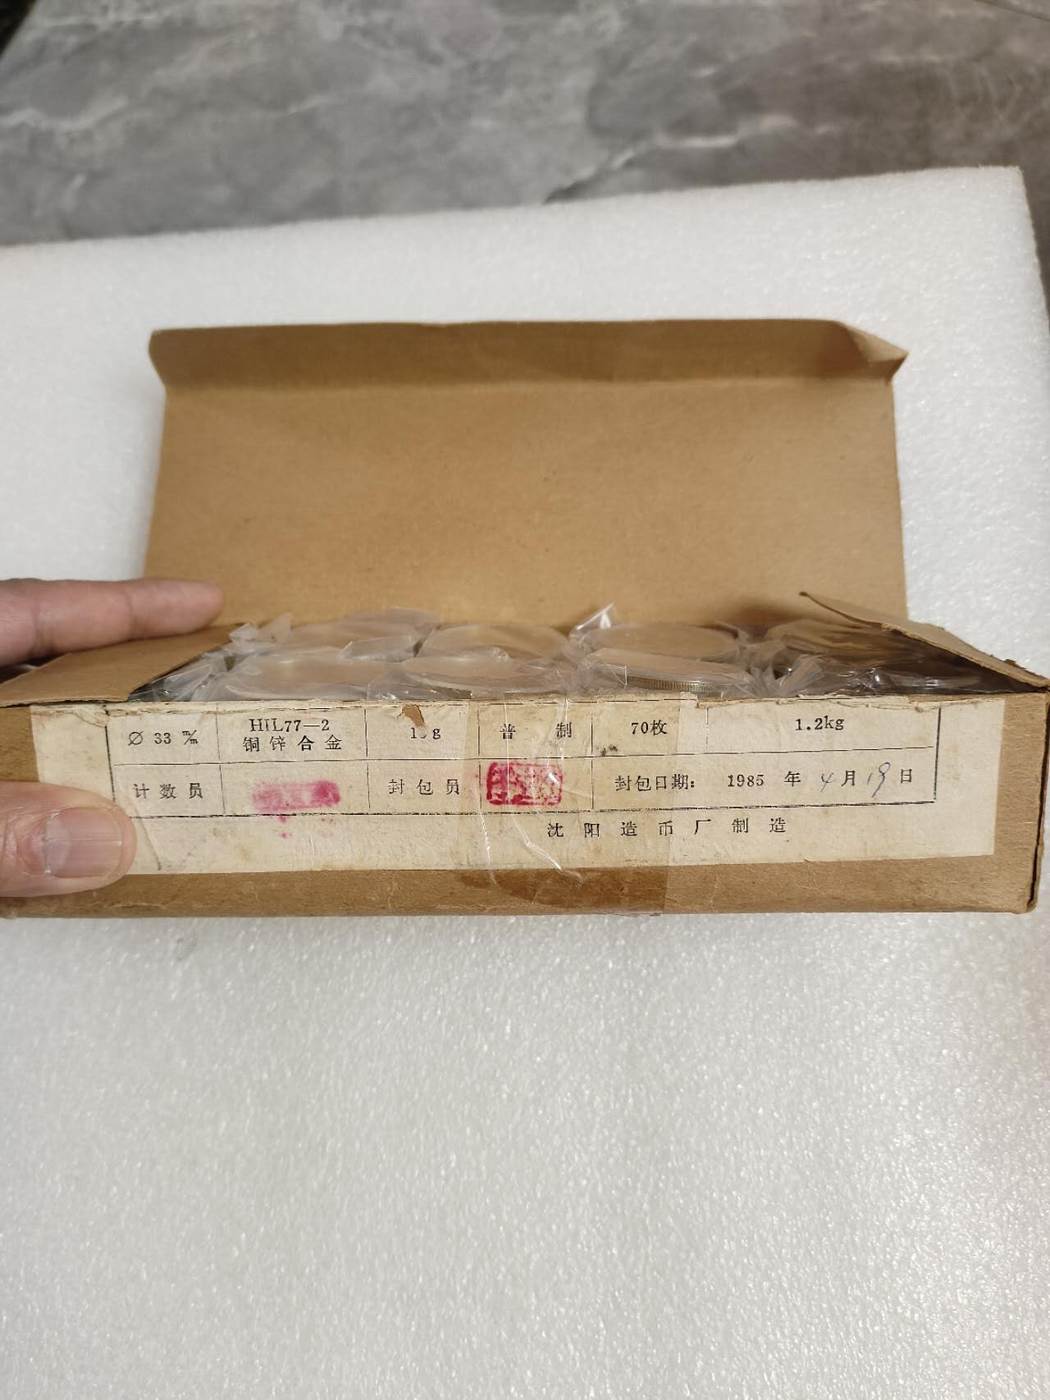 ∅ 33 ㎜ HⅠL77—2 g 普 制 70枚 1.2kg
铜 锌 合 金
计 数 员 封 包 员 封包日期： 1985 年 4月19日
沈 阳 造 币 厂 制 造